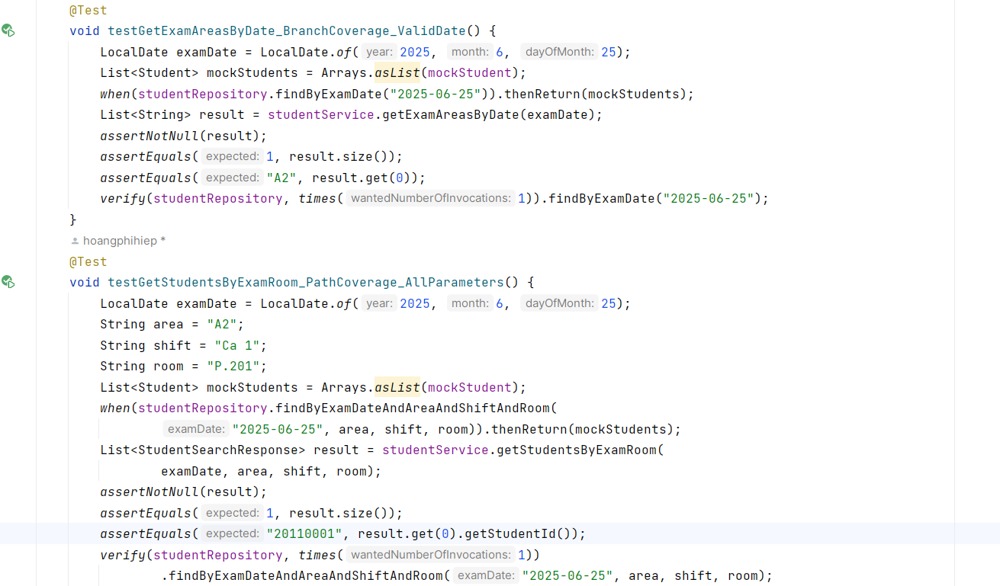 @Test
void testGetExamAreasByDate_BranchCoverage_ValidDate() {
LocalDate examDate = LocalDate.of( year: 2025, month: 6, dayOfMonth: 25);
List<Student> mockStudents = Arrays.asList(mockStudent);
when(studentRepository.findByExamDate("2025-06-25")).thenReturn(mockStudents);
List<String> result = studentService.getExamAreasByDate(examDate);
assertNotNull(result);
assertEquals( expected: 1, result.size());
assertEquals( expected: "A2", result.get(0));
verify(studentRepository, times( wantedNumberOfInvocations: 1)).findByExamDate("2025-06-25");
}
hoangphihiep *
@Test
void testGetStudentsByExamRoom_PathCoverage_AllParameters() {
LocalDate examDate = LocalDate.of( year: 2025, month: 6, dayOfMonth: 25);
String area = "A2";
String shift = "Ca 1";
String room = "P.201";
List<Student> mockStudents = Arrays.asList(mockStudent);
when(studentRepository.findByExamDateAndAreaAndShiftAndRoom(
examDate: "2025-06-25", area, shift, room)).thenReturn(mockStudents);
List<StudentSearchResponse> result = studentService.getStudentsByExamRoom(
examDate, area, shift, room);
assertNotNull(result);
assertEquals( expected: 1, result.size());
assertEquals( expected: "20110001", result.get(0).getStudentId());
verify(studentRepository, times( wantedNumberOfInvocations: 1))
.findByExamDateAndAreaAndShiftAndRoom( examDate: "2025-06-25", area, shift, room);